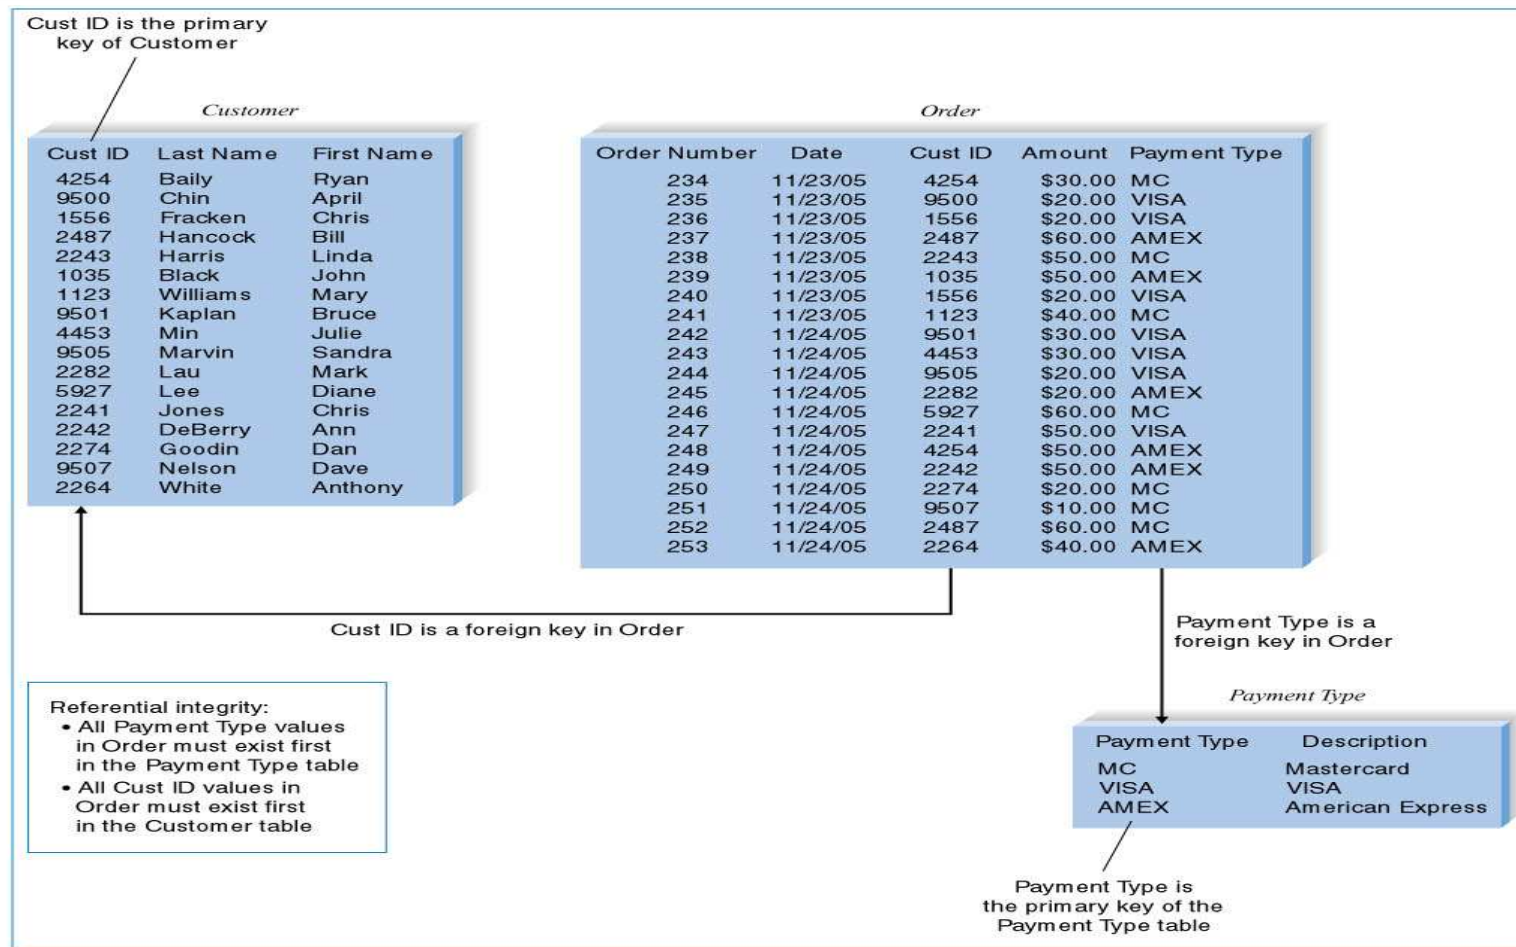 Cust ID is the primary
key of Customer
Customer
Cust ID Last Name First Name
4254 Baily Ryan
9500 Chin April
1556 Fracken Chris
2487 Hancock Bill
2243 Harris Linda
1035 Black John
1123 Williams Mary
9501 Kaplan Bruce
4453 Min Julie
9505 Marvin Sandra
2282 Lau Mark
5927 Lee Diane
2241 Jones Chris
2242 DeBerry Ann
2274 Goodin Dan
9507 Nelson Dave
2264 White Anthony
Order
Order Number Date Cust ID Amount Payment Type
234 11/23/05 4254 $30.00 MC
235 11/23/05 9500 $20.00 VISA
236 11/23/05 1556 $20.00 VISA
237 11/23/05 2487 $60.00 AMEX
238 11/23/05 2243 $50.00 MC
239 11/23/05 1035 $50.00 AMEX
240 11/23/05 1556 $20.00 VISA
241 11/23/05 1123 $40.00 MC
242 11/24/05 9501 $30.00 VISA
243 11/24/05 4453 $30.00 VISA
244 11/24/05 9505 $20.00 VISA
245 11/24/05 2282 $20.00 AMEX
246 11/24/05 5927 $60.00 MC
247 11/24/05 2241 $50.00 VISA
248 11/24/05 4254 $50.00 AMEX
249 11/24/05 2242 $50.00 AMEX
250 11/24/05 2274 $20.00 MC
251 11/24/05 9507 $10.00 MC
252 11/24/05 2487 $60.00 MC
253 11/24/05 2264 $40.00 AMEX
Cust ID is a foreign key in Order
Payment Type is a
foreign key in Order
Referential integrity:
• All Payment Type values
in Order must exist first
in the Payment Type table
• All Cust ID values in
Order must exist first
in the Customer table
Payment Type
Payment Type Description
MC Mastercard
VISA VISA
AMEX American Express
Payment Type is
the primary key of the
Payment Type table